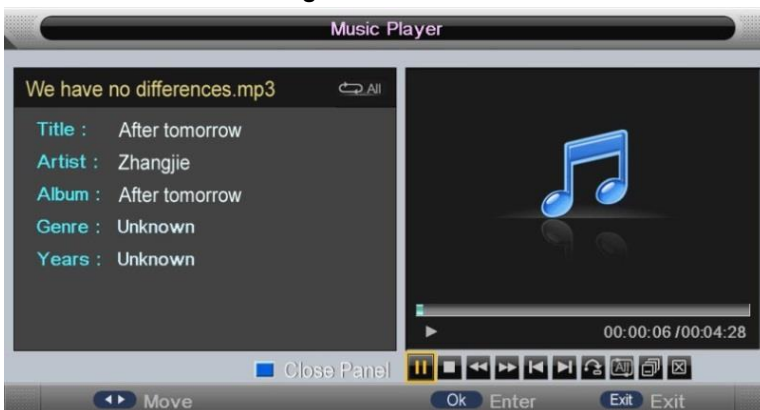 Music Player
We have no differences.mp3 All
Title : After tomorrow
Artist : Zhangjie
Album : After tomorrow
Genre : Unknown
Years : Unknown
00:00:06 /00:04:28
Close Panel
All
Move Ok Enter Exit Exit